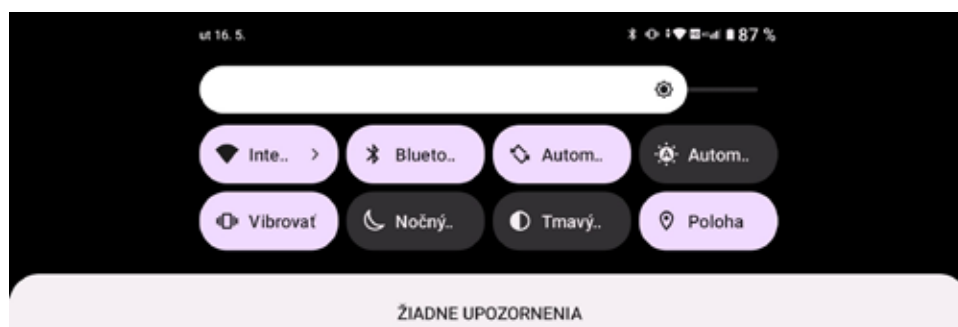 ut 16. 5. 87 %
Inte.. Blueto.. Autom.. Autom..
Vibrovať Nočný.. Tmavý.. Poloha
ŽIADNE UPOZORNENIA